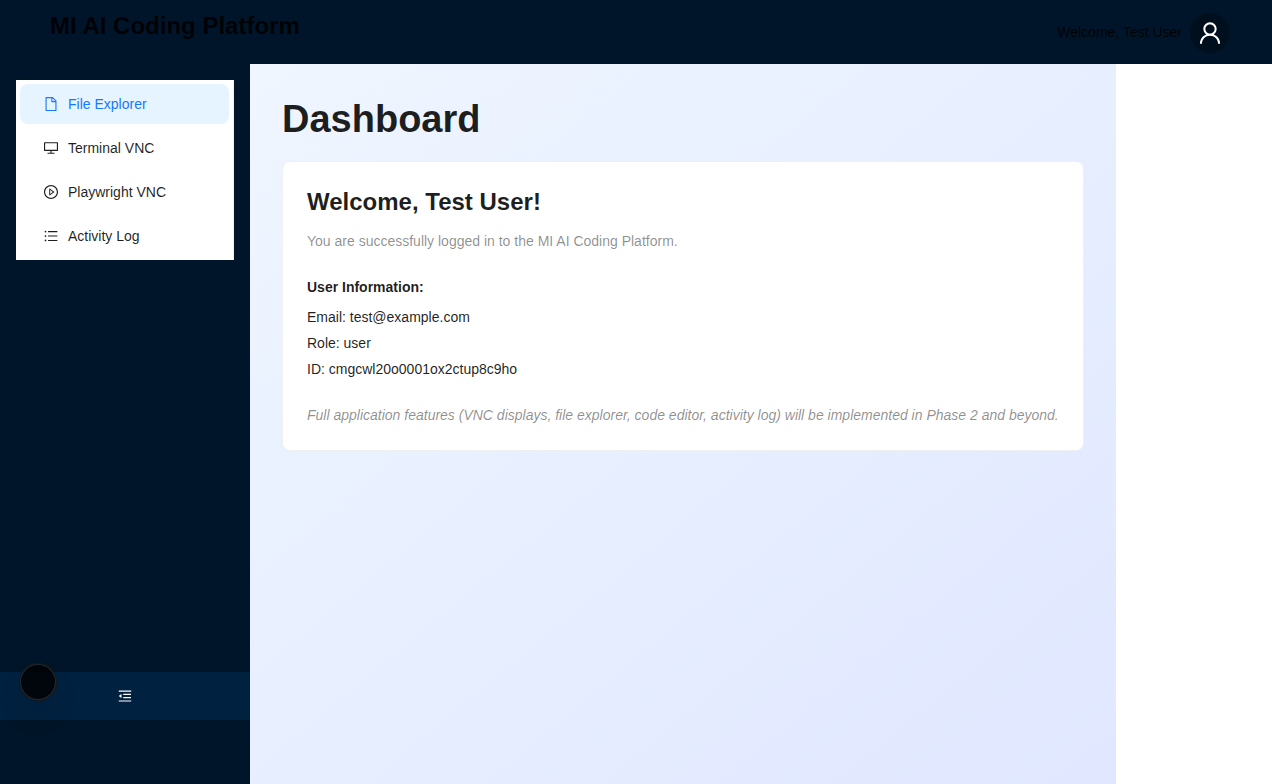 MI AI Coding Platform
Welcome, Test User
File Explorer
Terminal VNC
Playwright VNC
Activity Log
Dashboard
Welcome, Test User!
You are successfully logged in to the MI AI Coding Platform.
User Information:
Email: test@example.com
Role: user
ID: cmgcwl20o0001ox2ctup8c9ho
Full application features (VNC displays, file explorer, code editor, activity log) will be implemented in Phase 2 and beyond.